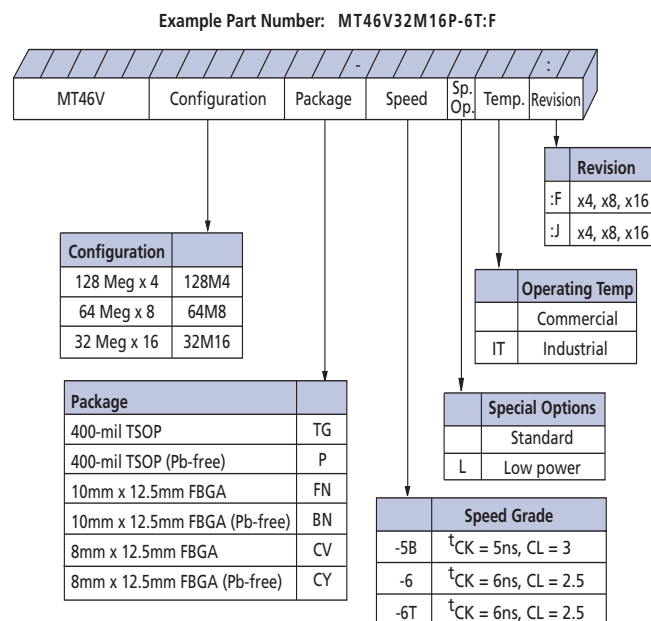 Example Part Number: MT46V32M16P-6T:F
- :
MT46V Configuration Package Speed Sp. Op. Temp. Revision
Revision
:F x4, x8, x16
:J x4, x8, x16
Configuration
128 Meg x 4 128M4
64 Meg x 8 64M8
32 Meg x 16 32M16
Operating Temp
Commercial
IT Industrial
Package
400-mil TSOP TG
400-mil TSOP (Pb-free) P
10mm x 12.5mm FBGA FN
10mm x 12.5mm FBGA (Pb-free) BN
8mm x 12.5mm FBGA CV
8mm x 12.5mm FBGA (Pb-free) CY
Special Options
Standard
L Low power
Speed Grade
-5B tCK = 5ns, CL = 3
-6 tCK = 6ns, CL = 2.5
-6T tCK = 6ns, CL = 2.5